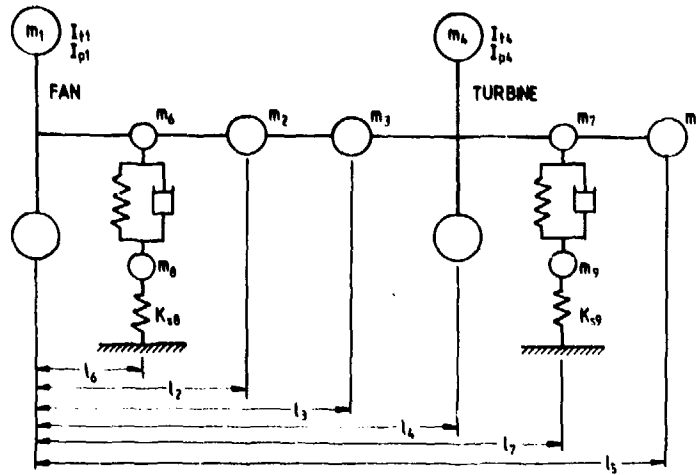 m1 It1
Ip1
FAN
m4 It4
Ip4
TURBINE
m6 m2 m3 m7 m
m8
Ks8
m9
Ks9
l6
l2
l3
l4
l7
l5